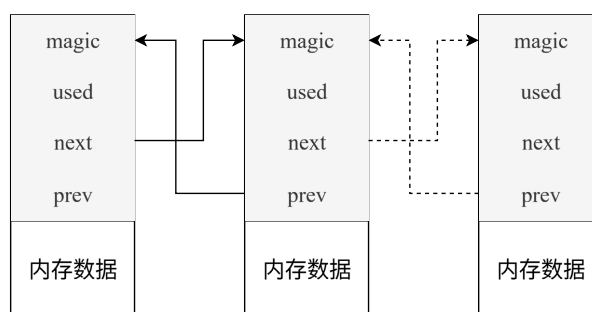 magic
used
next
prev
内存数据
magic
used
next
prev
内存数据
magic
used
next
prev
内存数据